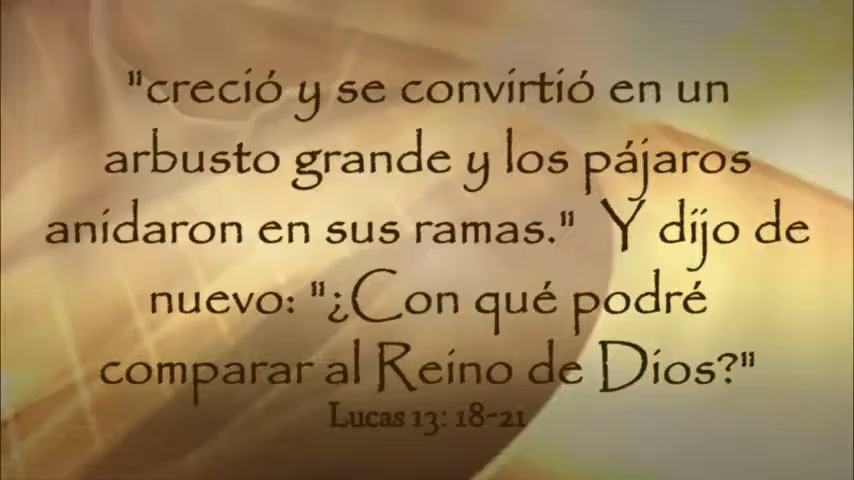 "creció y se convirtió en un
arbusto grande y los pájaros
anidaron en sus ramas."  Y dijo de
nuevo: "¿Con qué podré
comparar al Reino de Dios?"
Lucas 13: 18-21